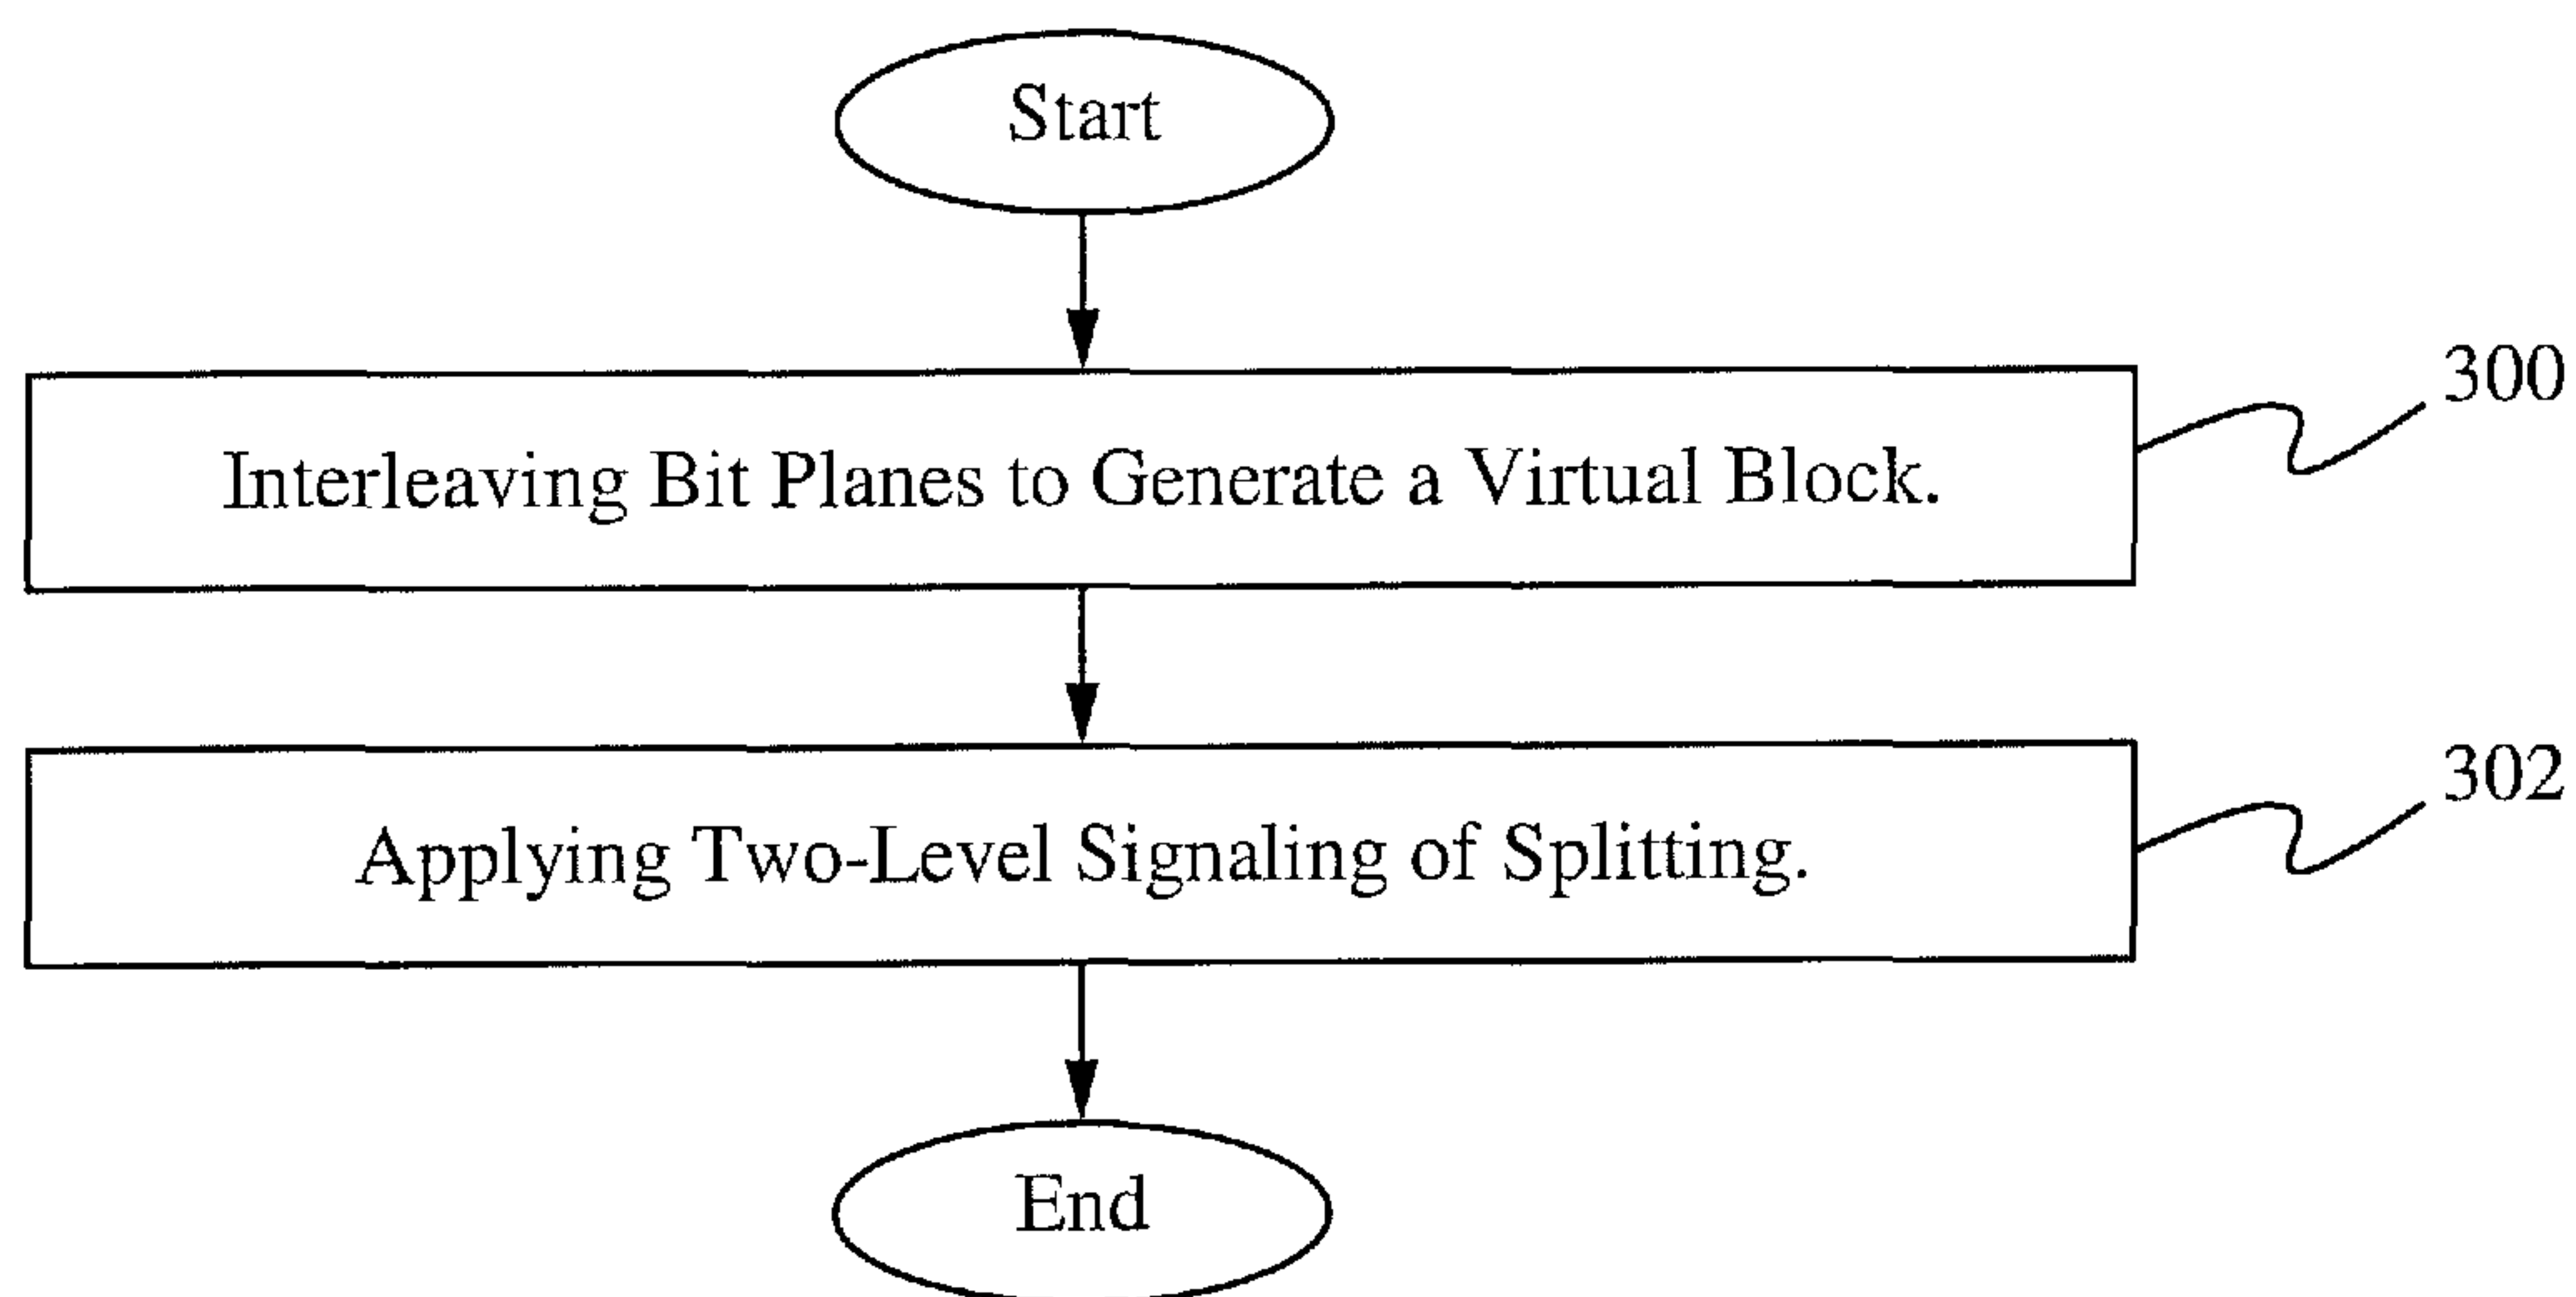 Start
300
Interleaving Bit Planes to Generate a Virtual Block.
302
Applying Two-Level Signaling of Splitting.
End